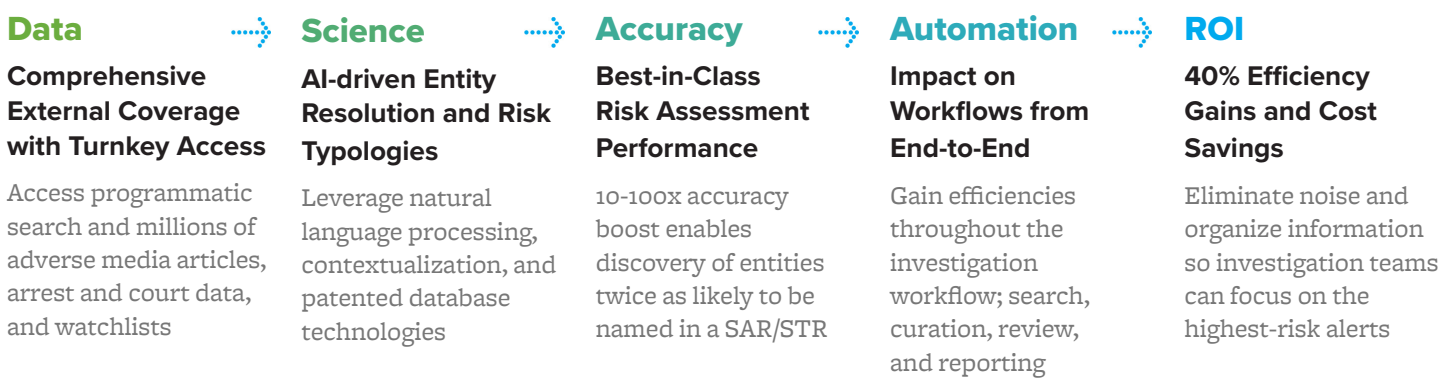 Data
Comprehensive
External Coverage
with Turnkey Access
Access programmatic
search and millions of
adverse media articles,
arrest and court data,
and watchlists
Science
AI-driven Entity
Resolution and Risk
Typologies
Leverage natural
language processing,
contextualization, and
patented database
technologies
Accuracy
Best-in-Class
Risk Assessment
Performance
10-100x accuracy
boost enables
discovery of entities
twice as likely to be
named in a SAR/STR
Automation
Impact on
Workflows from
End-to-End
Gain efficiencies
throughout the
investigation
workflow; search,
curation, review,
and reporting
ROI
40% Efficiency
Gains and Cost
Savings
Eliminate noise and
organize information
so investigation teams
can focus on the
highest-risk alerts